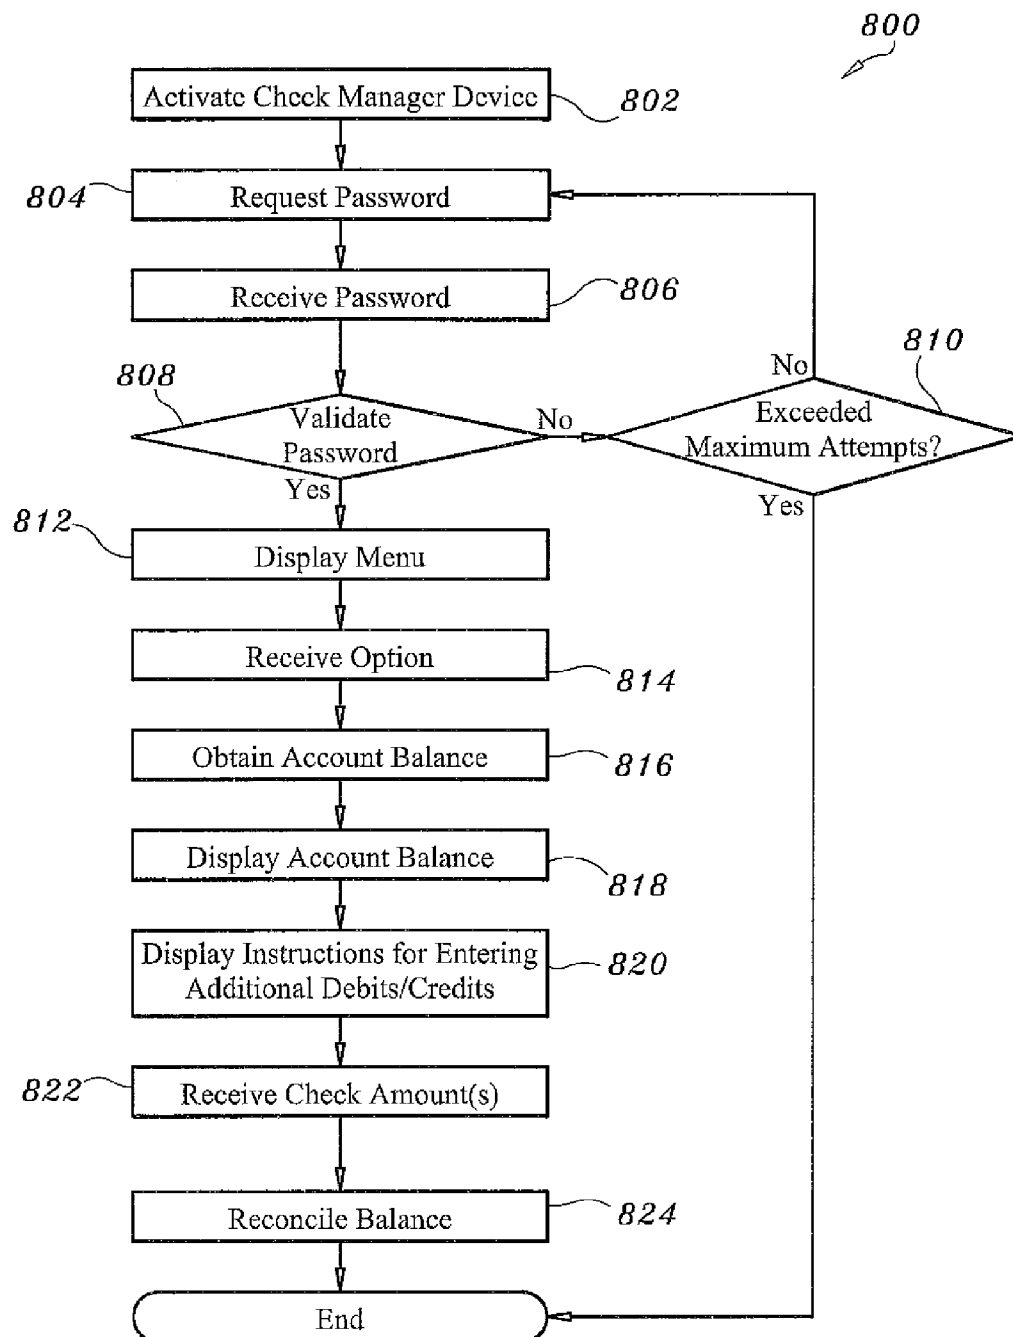 800
Activate Check Manager Device
802
804
Request Password
Receive Password
806
808
Validate
Password
No
Yes
No
810
Exceeded
Maximum Attempts?
Yes
812
Display Menu
Receive Option
814
Obtain Account Balance
816
Display Account Balance
818
Display Instructions for Entering
Additional Debits/Credits
820
822
Receive Check Amount(s)
Reconcile Balance
824
End